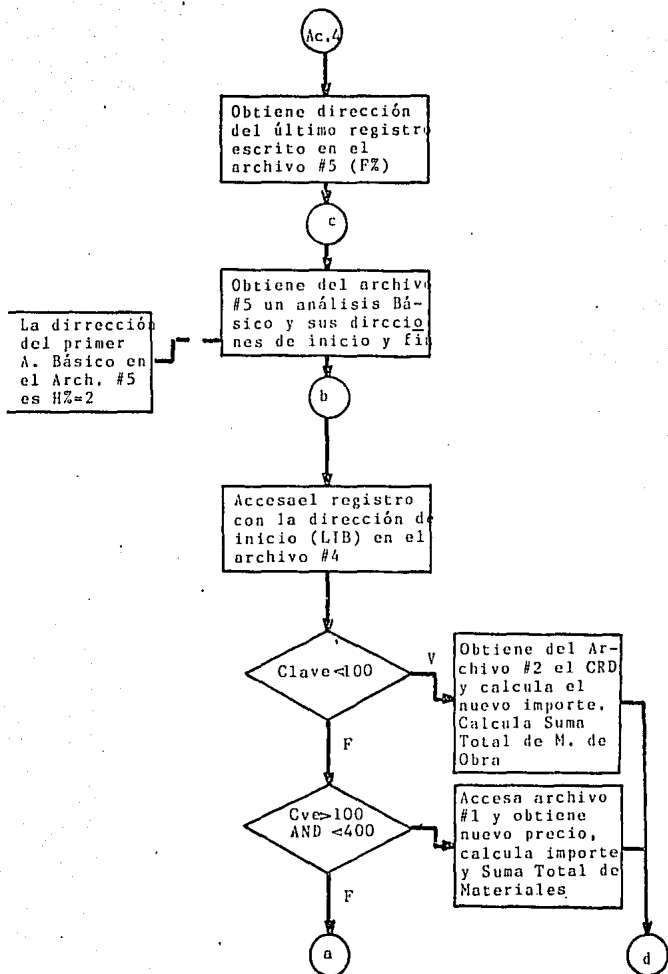 Ac.4
Obtiene dirección
del último registro
escrito en el
archivo #5 (F%)
c
Obtiene del archivo
#5 un análisis Bá-
sico y sus direccio
nes de inicio y fin
La dirrección
del primer
A. Básico en
el Arch. #5
es H%=2
b
Accesael registro
con la dirección de
inicio (LIB) en el
archivo #4
Clave<100
V
Obtiene del Ar-
chivo #2 el CRD
y calcula el
nuevo importe.
Calcula Suma
Total de M. de
Obra
F
Cve>100
AND <400
Accesa archivo
#1 y obtiene
nuevo precio,
calcula importe
y Suma Total de
Materiales
F
a
d